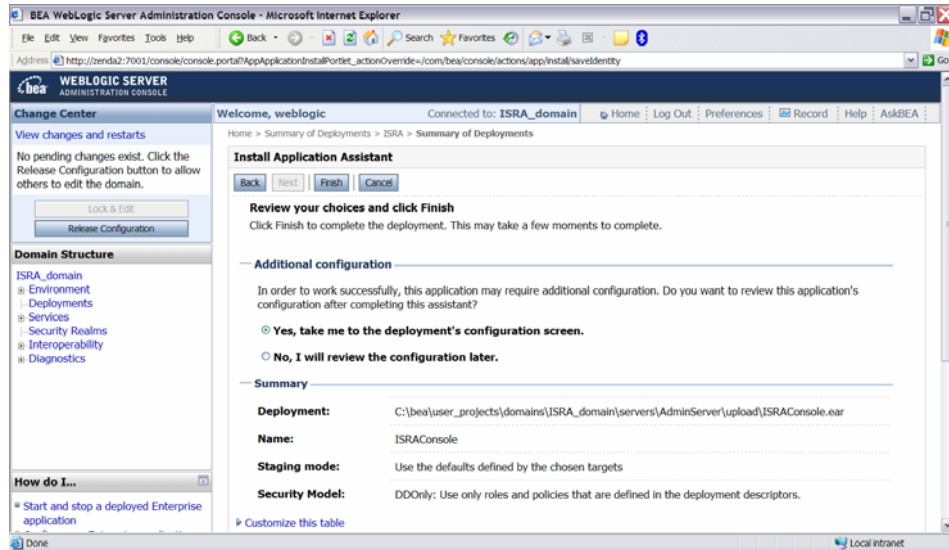 BEA WebLogic Server Administration Console - Microsoft Internet Explorer
File Edit View Favorites Tools Help
Back Search Favorites
Address http://zenda2:7001/console/console.portal?AppApplicationInstallPortlet_actionOverride=/com/bea/console/actions/app/install/saveIdentity Go
bea WEBLOGIC SERVER
ADMINISTRATION CONSOLE
Change Center
View changes and restarts
No pending changes exist. Click the
Release Configuration button to allow
others to edit the domain.
Lock & Edit
Release Configuration
Domain Structure
ISRA_domain
Environment
Deployments
Services
Security Realms
Interoperability
Diagnostics
How do I...
Start and stop a deployed Enterprise
application
Welcome, weblogic Connected to: ISRA_domain Home Log Out Preferences Record Help AskBEA
Home > Summary of Deployments > ISRA > Summary of Deployments
Install Application Assistant
Back Next Finish Cancel
Review your choices and click Finish
Click Finish to complete the deployment. This may take a few moments to complete.
Additional configuration
In order to work successfully, this application may require additional configuration. Do you want to review this application's
configuration after completing this assistant?
Yes, take me to the deployment's configuration screen.
No, I will review the configuration later.
Summary
Deployment: C:\bea\user_projects\domains\ISRA_domain\servers\AdminServer\upload\ISRAConsole.ear
Name: ISRAConsole
Staging mode: Use the defaults defined by the chosen targets
Security Model: DDOnly: Use only roles and policies that are defined in the deployment descriptors.
Customize this table
Done Local intranet